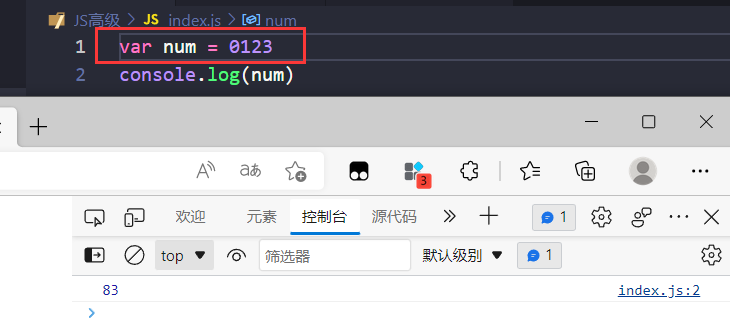 JS高级 > JS index.js > num
1 var num = 0123
2 console.log(num)
A aあ 3
欢迎 元素 控制台 源代码 1
top 筛选器 默认级别 1
83 index.js:2
>